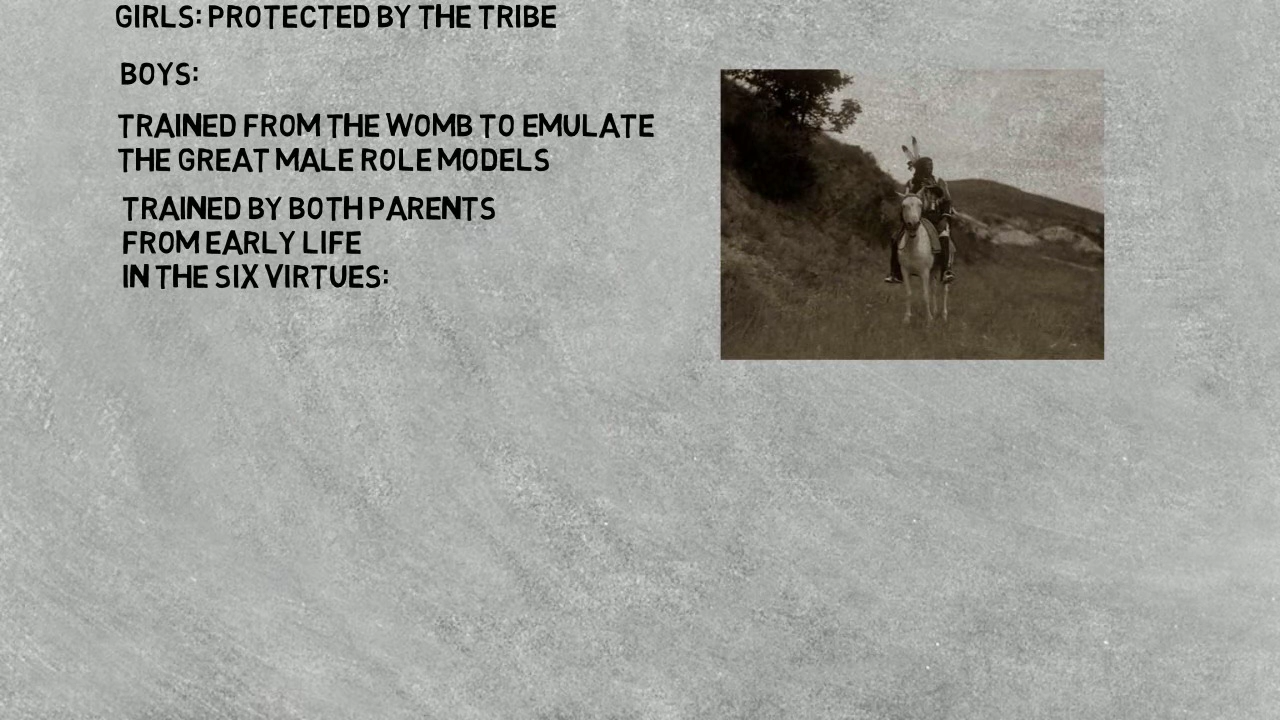 GIRLS: PROTECTED BY THE TRIBE
BOYS:
TRAINED FROM THE WOMB TO EMULATE
THE GREAT MALE ROLE MODELS
TRAINED BY BOTH PARENTS
FROM EARLY LIFE
IN THE SIX VIRTUES: